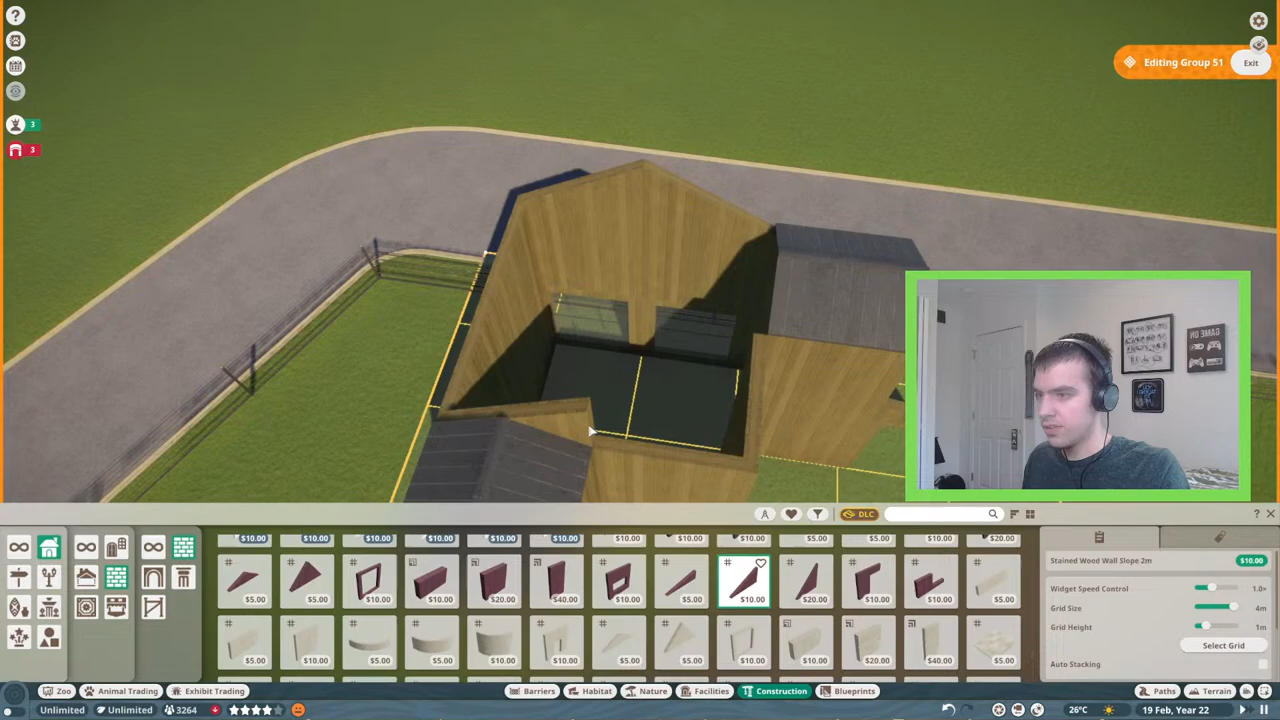 Editing Group 51
Exit
3
3
GAME ON
DLC
$10.00 $10.00 $10.00 $10.00 $10.00 $10.00 $10.00 $5.00 $5.00 $5.00 $10.00 $10.00 $20.00
$5.00 $5.00 $10.00 $10.00 $20.00 $40.00 $10.00 $5.00 $10.00 $20.00 $10.00 $10.00 $5.00
$5.00 $10.00 $5.00 $5.00 $10.00 $10.00 $5.00 $5.00 $10.00 $10.00 $20.00 $40.00 $5.00
Stained Wood Wall Slope 2m $10.00
Widget Speed Control 1.0×
Grid Size 4m
Grid Height 1m
Select Grid
Auto Stacking
Zoo Animal Trading Exhibit Trading Barriers Habitat Nature Facilities Construction Blueprints Paths Terrain
Unlimited Unlimited 3264 26°C 19 Feb, Year 22